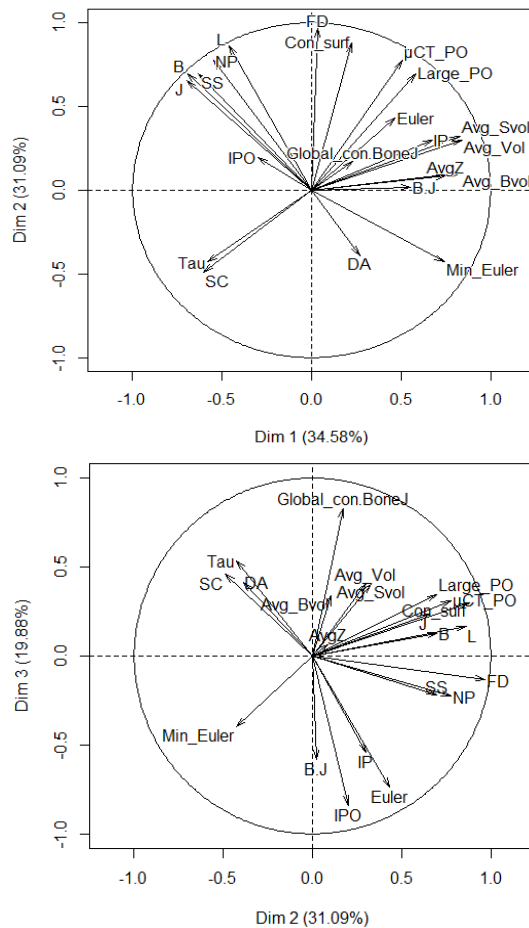 FD
L
Con_surf
µCT_PO
NP
B
Large_PO
SS
J
Euler
Avg_Svol
IP
Avg_Vol
Global_con.BoneJ
IPO
AvgZ
Avg_Bvol
B.J
Tau
DA
Min_Euler
SC
1.0
0.5
0.0
-0.5
-1.0
Dim 2 (31.09%)
-1.0 -0.5 0.0 0.5 1.0
Dim 1 (34.58%)
Global_con.BoneJ
Tau
Avg_Vol
SC
DA
Large_PO
Avg_Svol
Avg_Bvol
µCT_PO
Con_surf
J
AvgZ
B
L
SS
FD
NP
Min_Euler
IP
B.J
Euler
IPO
1.0
0.5
0.0
-0.5
-1.0
Dim 3 (19.88%)
-1.0 -0.5 0.0 0.5 1.0
Dim 2 (31.09%)